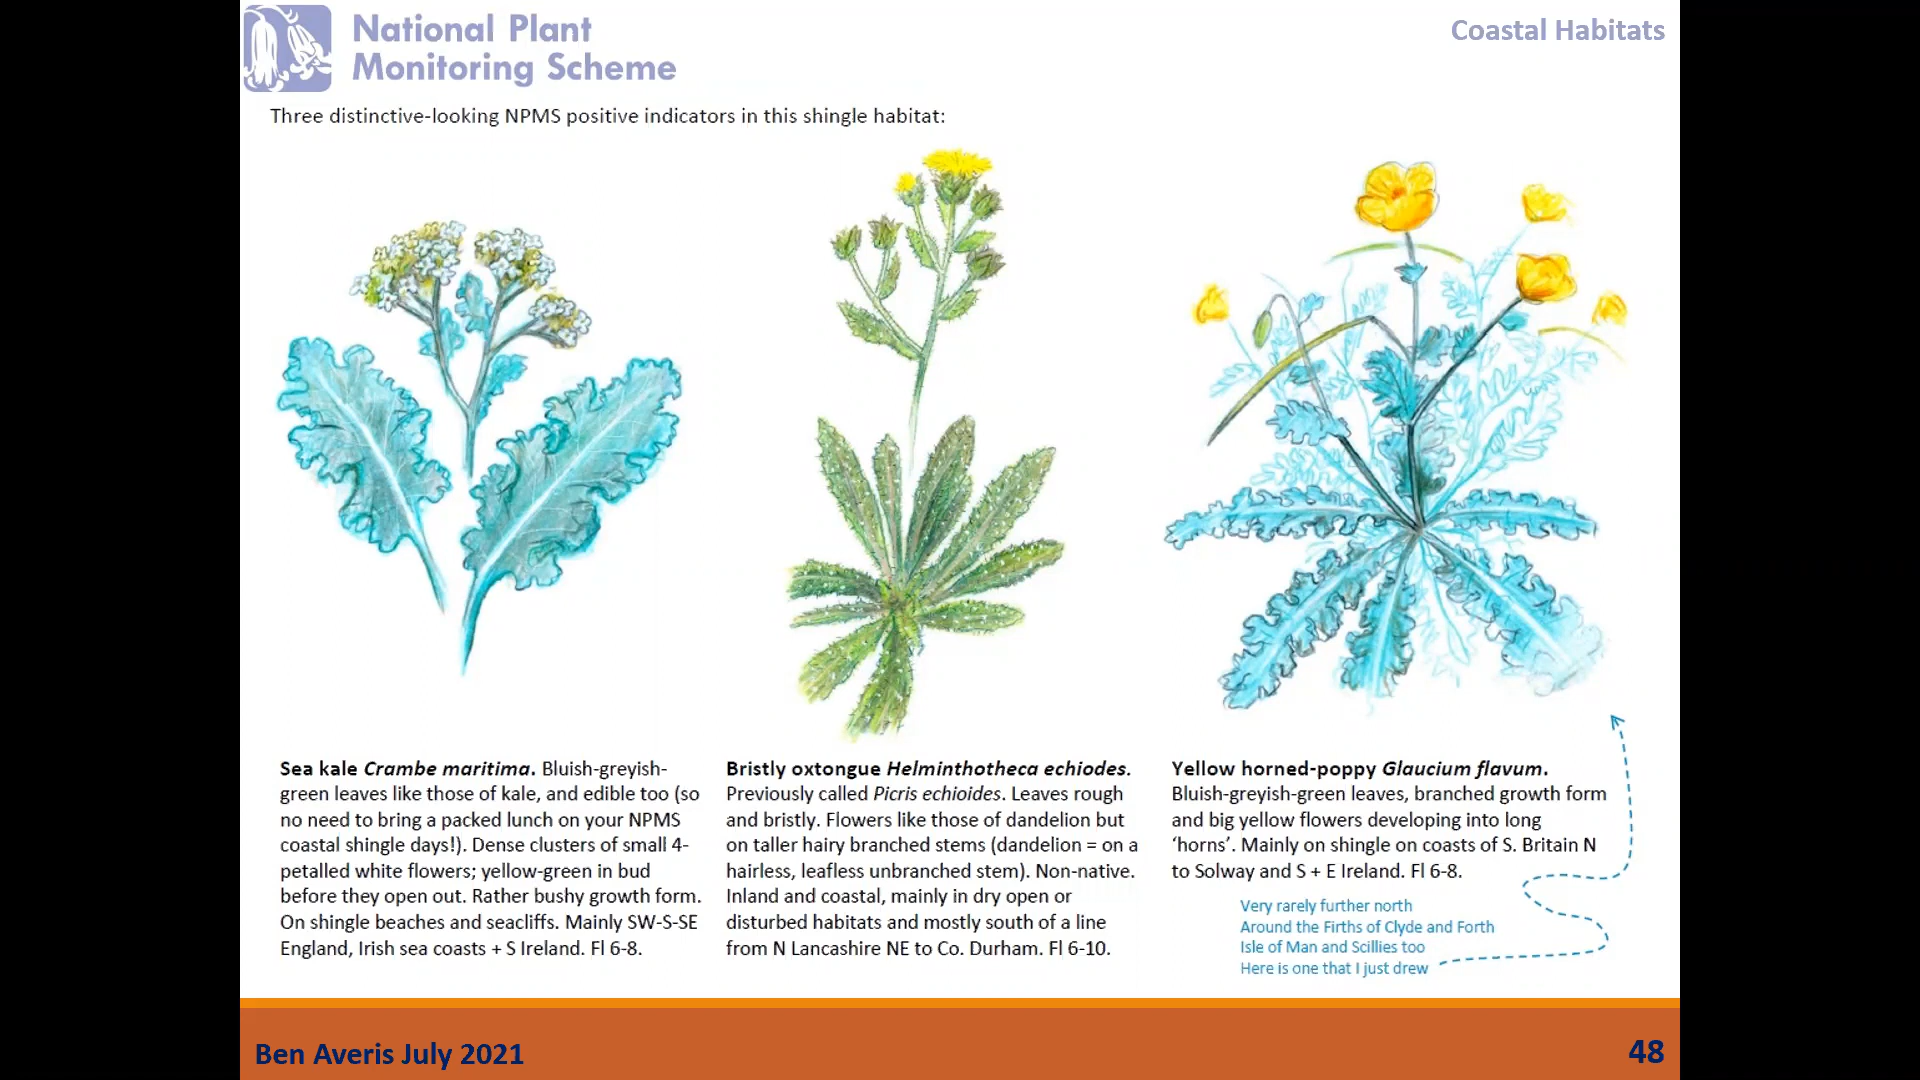 National Plant
Monitoring Scheme
Coastal Habitats
Three distinctive-looking NPMS positive indicators in this shingle habitat:
Sea kale Crambe maritima. Bluish-greyish-
green leaves like those of kale, and edible too (so
no need to bring a packed lunch on your NPMS
coastal shingle days!). Dense clusters of small 4-
petalled white flowers; yellow-green in bud
before they open out. Rather bushy growth form.
On shingle beaches and seacliffs. Mainly SW-S-SE
England, Irish sea coasts + S Ireland. Fl 6-8.
Bristly oxtongue Helminthotheca echiodes.
Previously called Picris echioides. Leaves rough
and bristly. Flowers like those of dandelion but
on taller hairy branched stems (dandelion = on a
hairless, leafless unbranched stem). Non-native.
Inland and coastal, mainly in dry open or
disturbed habitats and mostly south of a line
from N Lancashire NE to Co. Durham. Fl 6-10.
Yellow horned-poppy Glaucium flavum.
Bluish-greyish-green leaves, branched growth form
and big yellow flowers developing into long
‘horns’. Mainly on shingle on coasts of S. Britain N
to Solway and S + E Ireland. Fl 6-8.
Very rarely further north
Around the Firths of Clyde and Forth
Isle of Man and Scillies too
Here is one that I just drew
Ben Averis July 2021
48